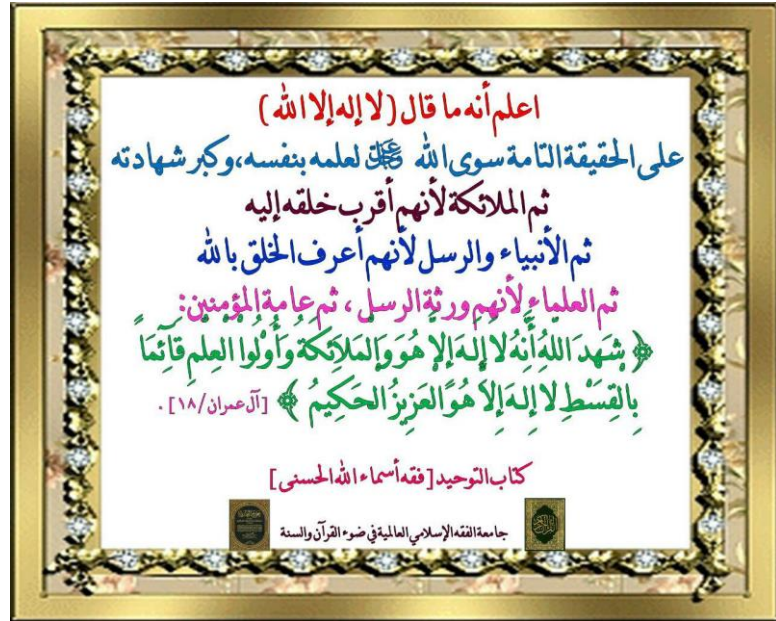 اعلم أنه ما قال (لا إله إلا الله)
على الحقيقة التامة سوى الله ﷻ لعلمه بنفسه، وكبر شهادته
ثم الملائكة لأنهم أقرب خلقه إليه
ثم الأنبياء والرسل لأنهم أعرف الخلق بالله
ثم العلماء لأنهم ورثة الرسل ، ثم عامة المؤمنين:
﴿ شَهِدَ اللَّهُ أَنَّهُ لَا إِلَهَ إِلَّا هُوَ وَالْمَلَائِكَةُ وَأُوْلُوا الْعِلْمِ قَآئِمَاً
بِالْقِسْطِ لَا إِلَهَ إِلَّا هُوَ الْعَزِيزُ الْحَكِيمُ ﴾ [آل عمران/١٨] .
كتاب التوحيد [فقه أسماء الله الحسنى]
جامعة الفقه الإسلامي العالمية في ضوء القرآن والسنة